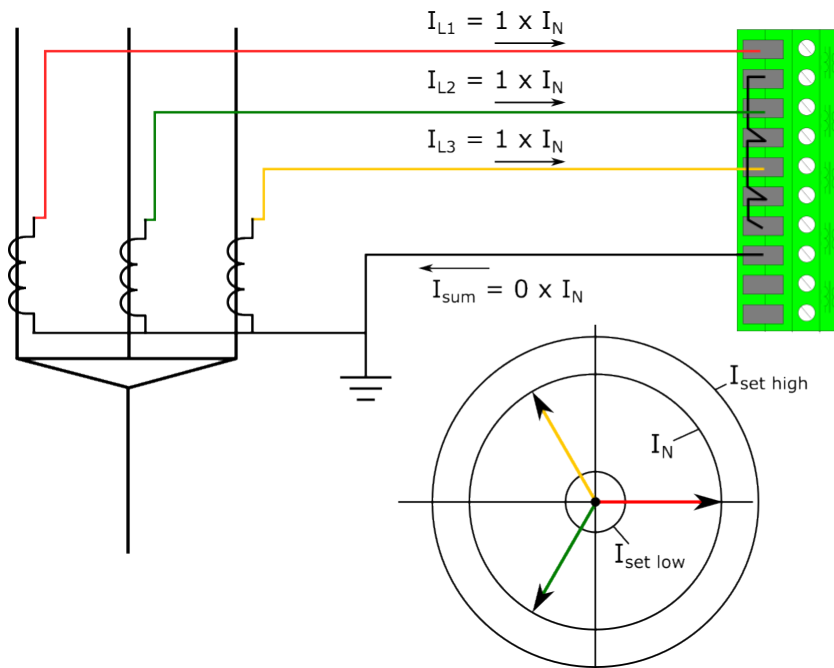 I_L1 = 1 x I_N
I_L2 = 1 x I_N
I_L3 = 1 x I_N
I_sum = 0 x I_N
I_set high
I_N
I_set low